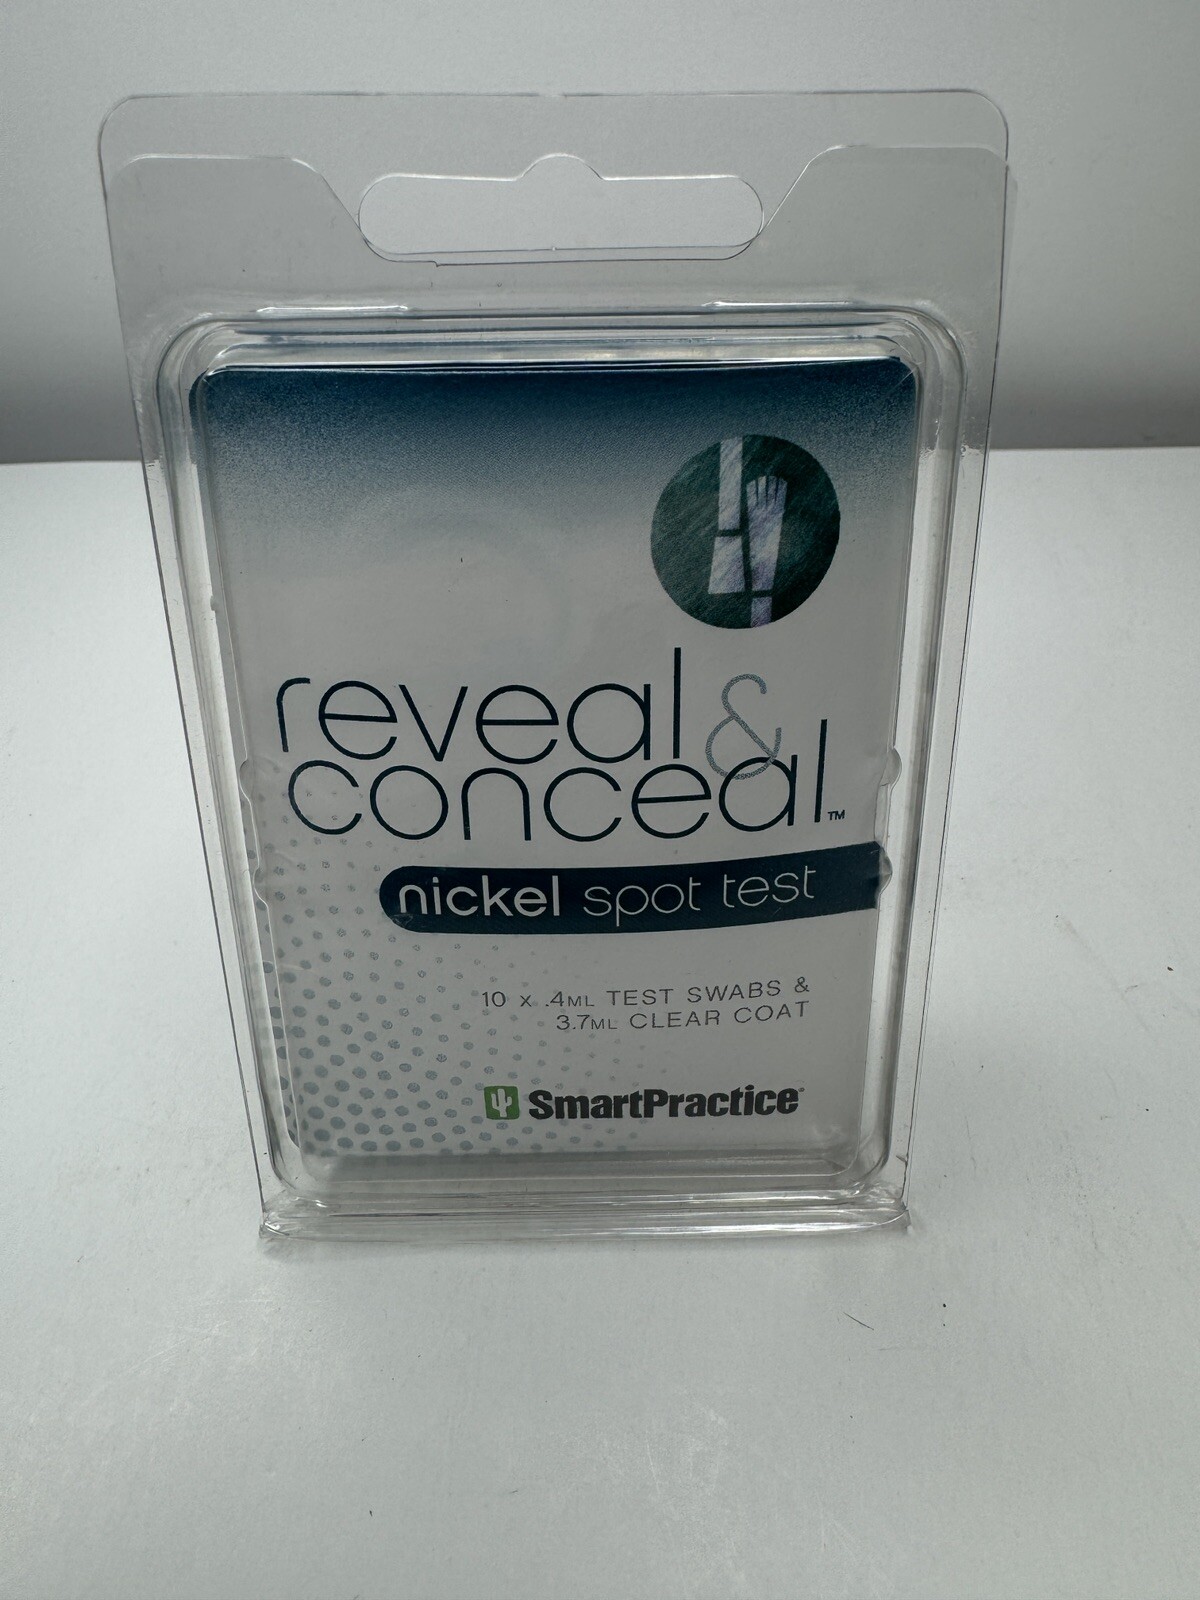 reveal &
conceal™
nickel spot test
10 x .4ML TEST SWABS &
3.7ML CLEAR COAT
SmartPractice®